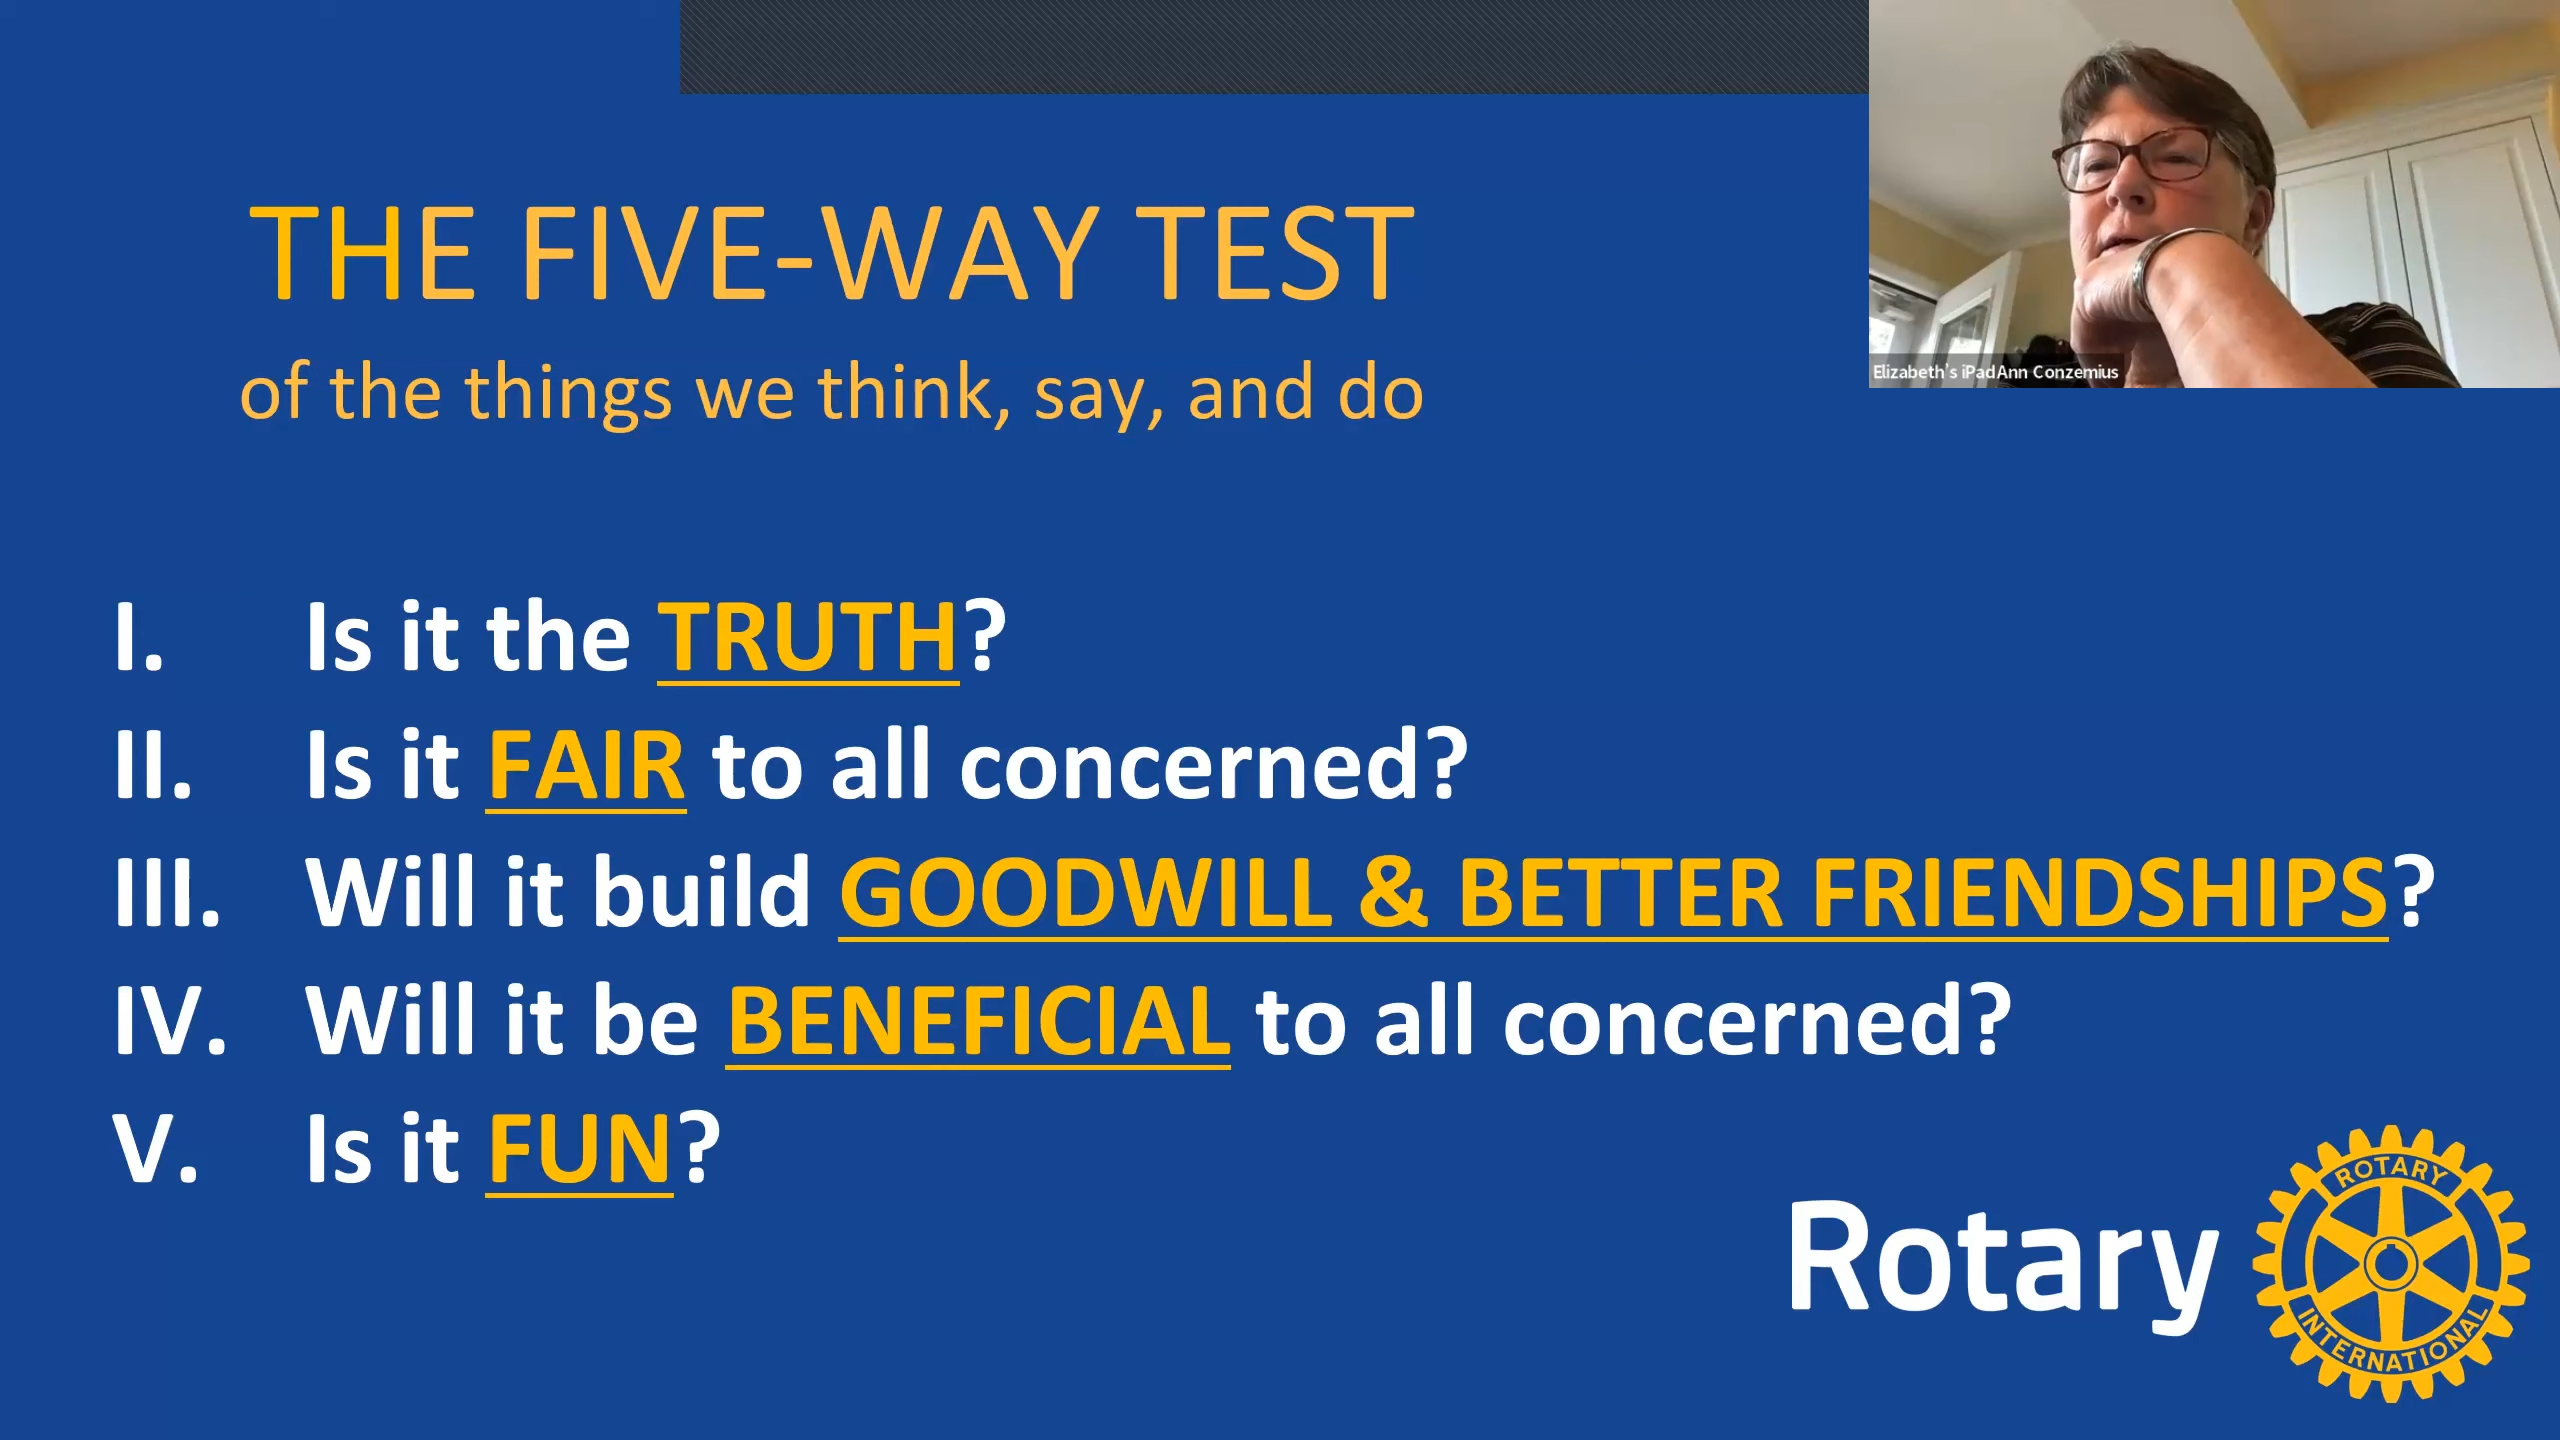 THE FIVE-WAY TEST
of the things we think, say, and do
Elizabeth's iPadAnn Conzemius
I. Is it the TRUTH?
II. Is it FAIR to all concerned?
III. Will it build GOODWILL & BETTER FRIENDSHIPS?
IV. Will it be BENEFICIAL to all concerned?
V. Is it FUN?
Rotary
ROTARY
INTERNATIONAL